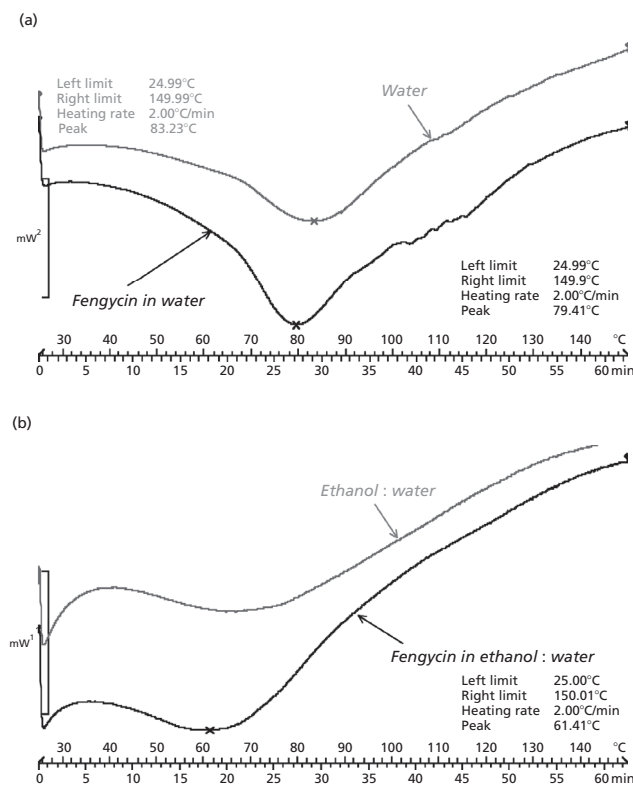 (a)
Left limit 24.99°C
Right limit 149.99°C
Heating rate 2.00°C/min
Peak 83.23°C
Water
mW²
Fengycin in water
Left limit 24.99°C
Right limit 149.9°C
Heating rate 2.00°C/min
Peak 79.41°C
30 40 50 60 70 80 90 100 110 120 130 140 °C
0 5 10 15 20 25 30 35 40 45 50 55 60 min
(b)
Ethanol : water
mW¹
Fengycin in ethanol : water
Left limit 25.00°C
Right limit 150.01°C
Heating rate 2.00°C/min
Peak 61.41°C
30 40 50 60 70 80 90 100 110 120 130 140 °C
0 5 10 15 20 25 30 35 40 45 50 55 60 min